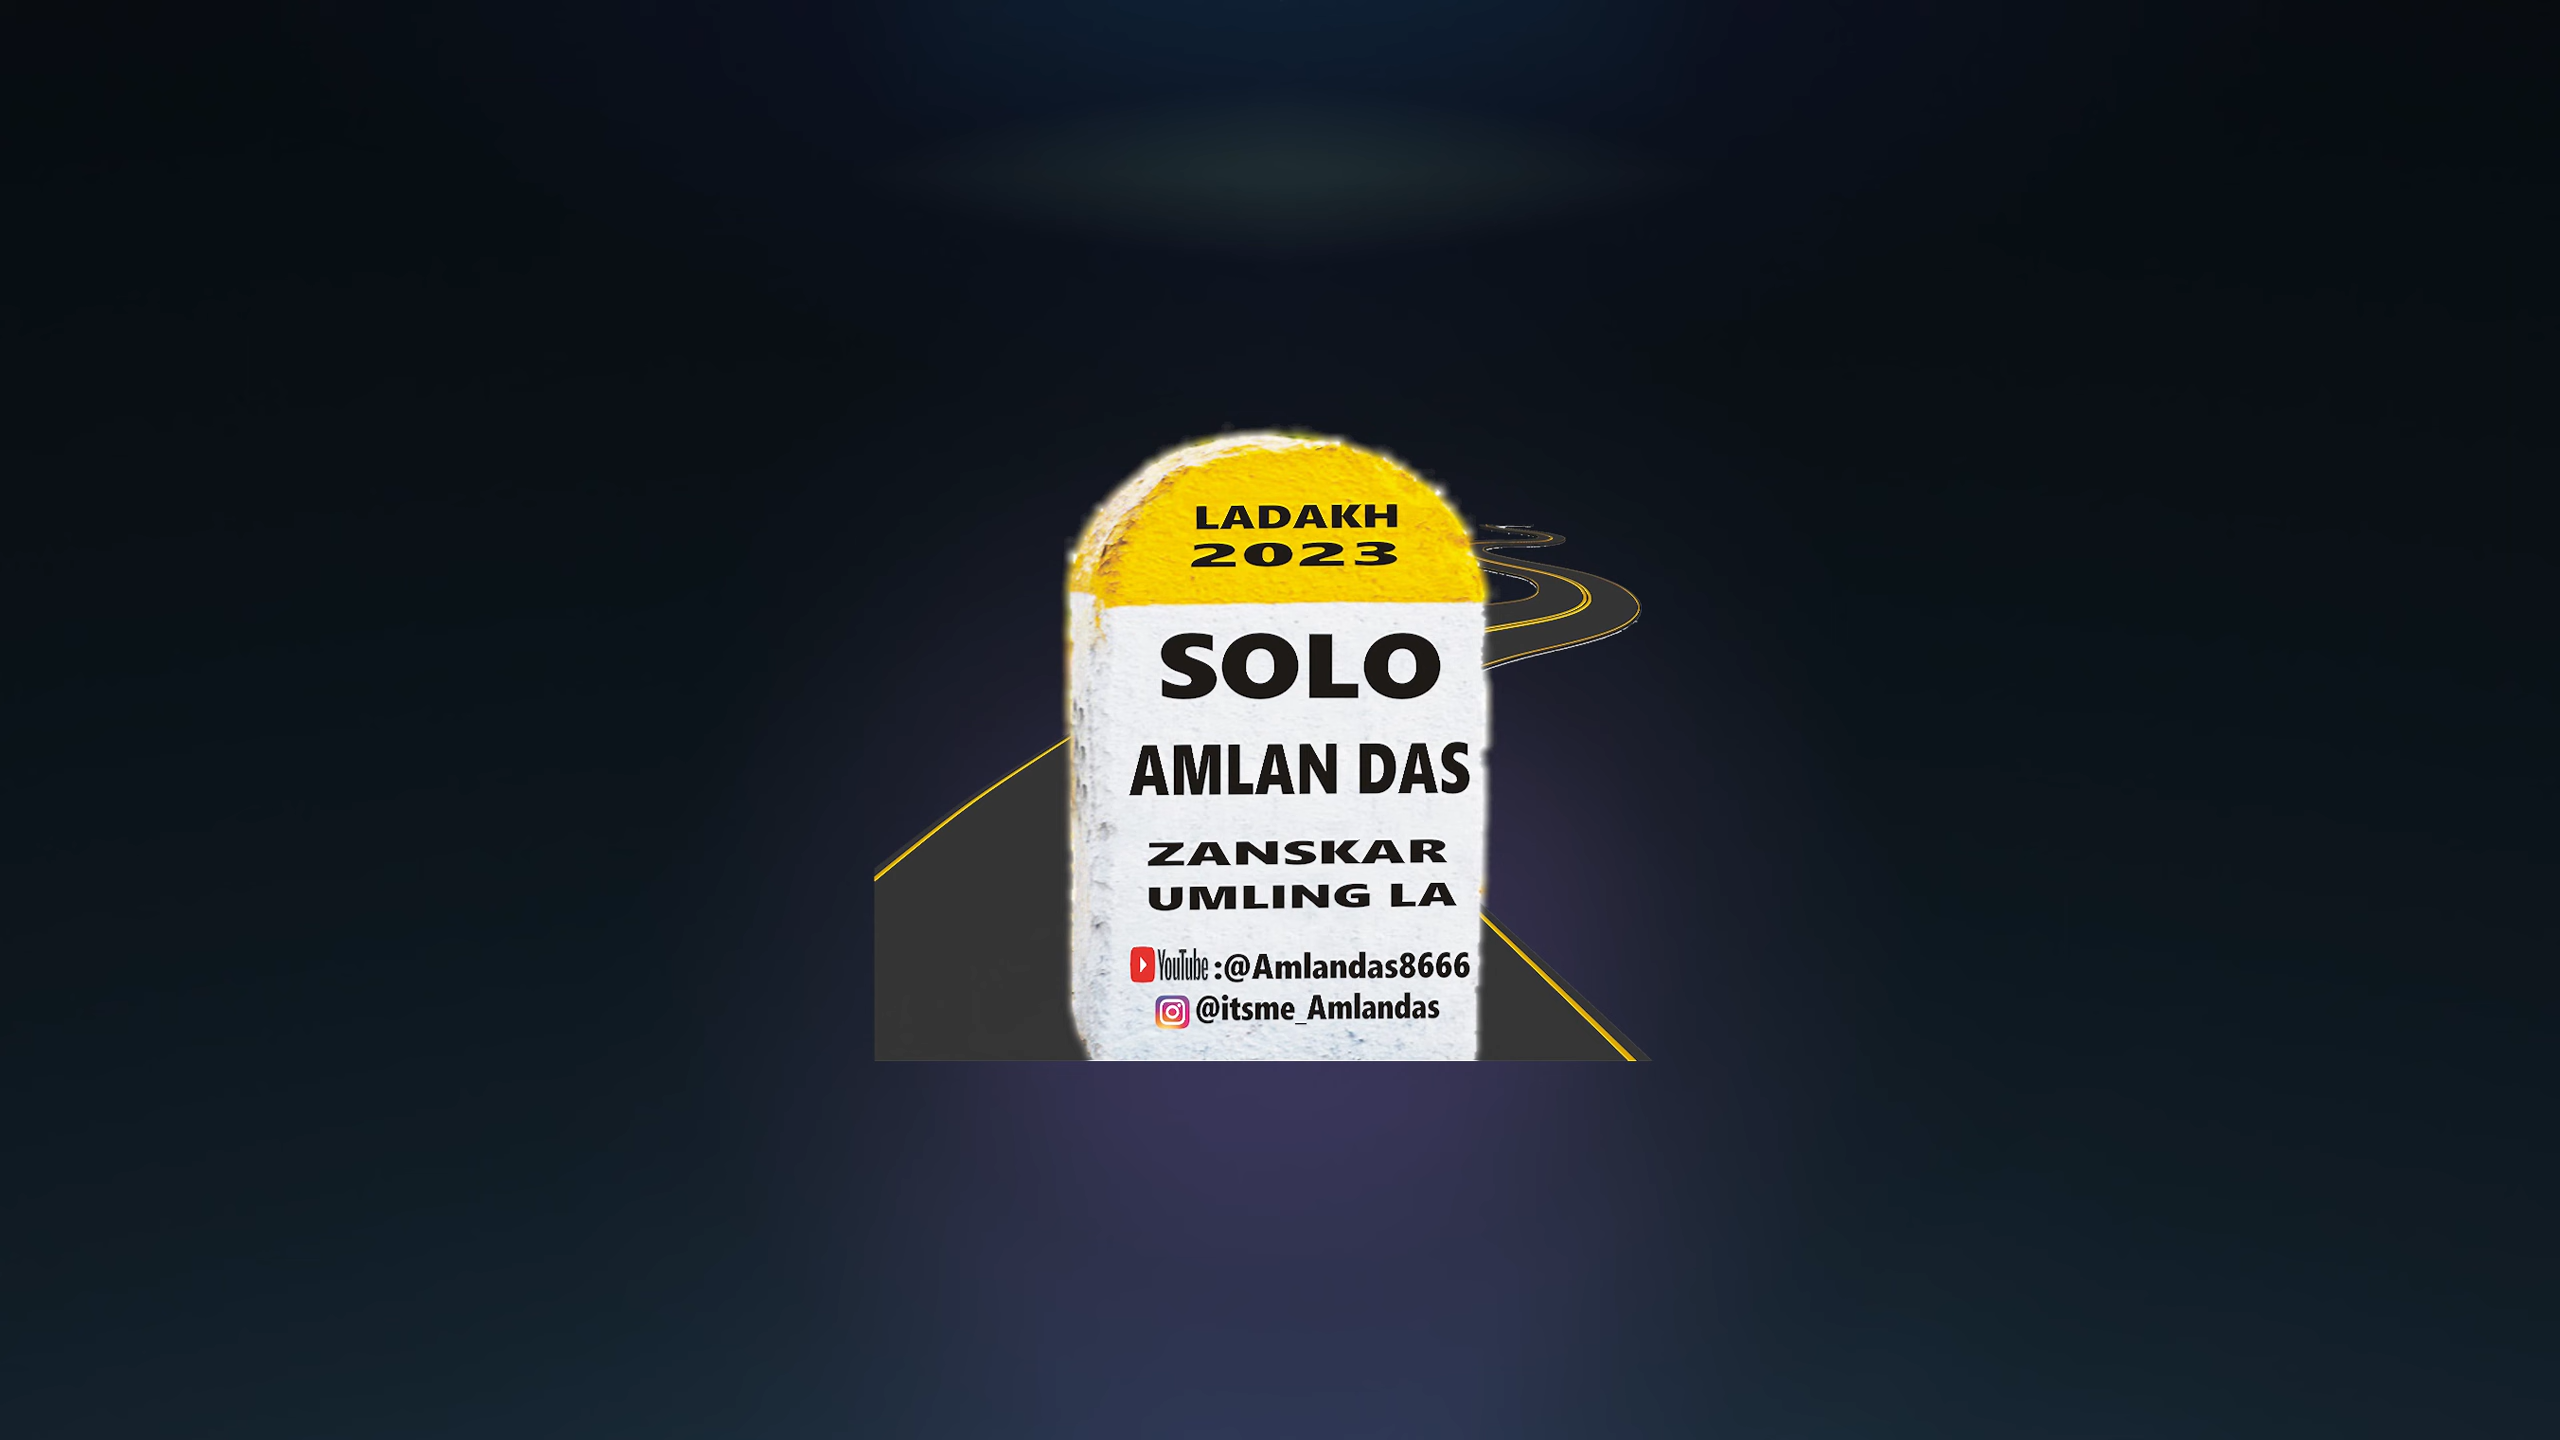 LADAKH
2023
SOLO
AMLAN DAS
ZANSKAR
UMLING LA
YouTube :@Amlandas8666
@itsme_Amlandas